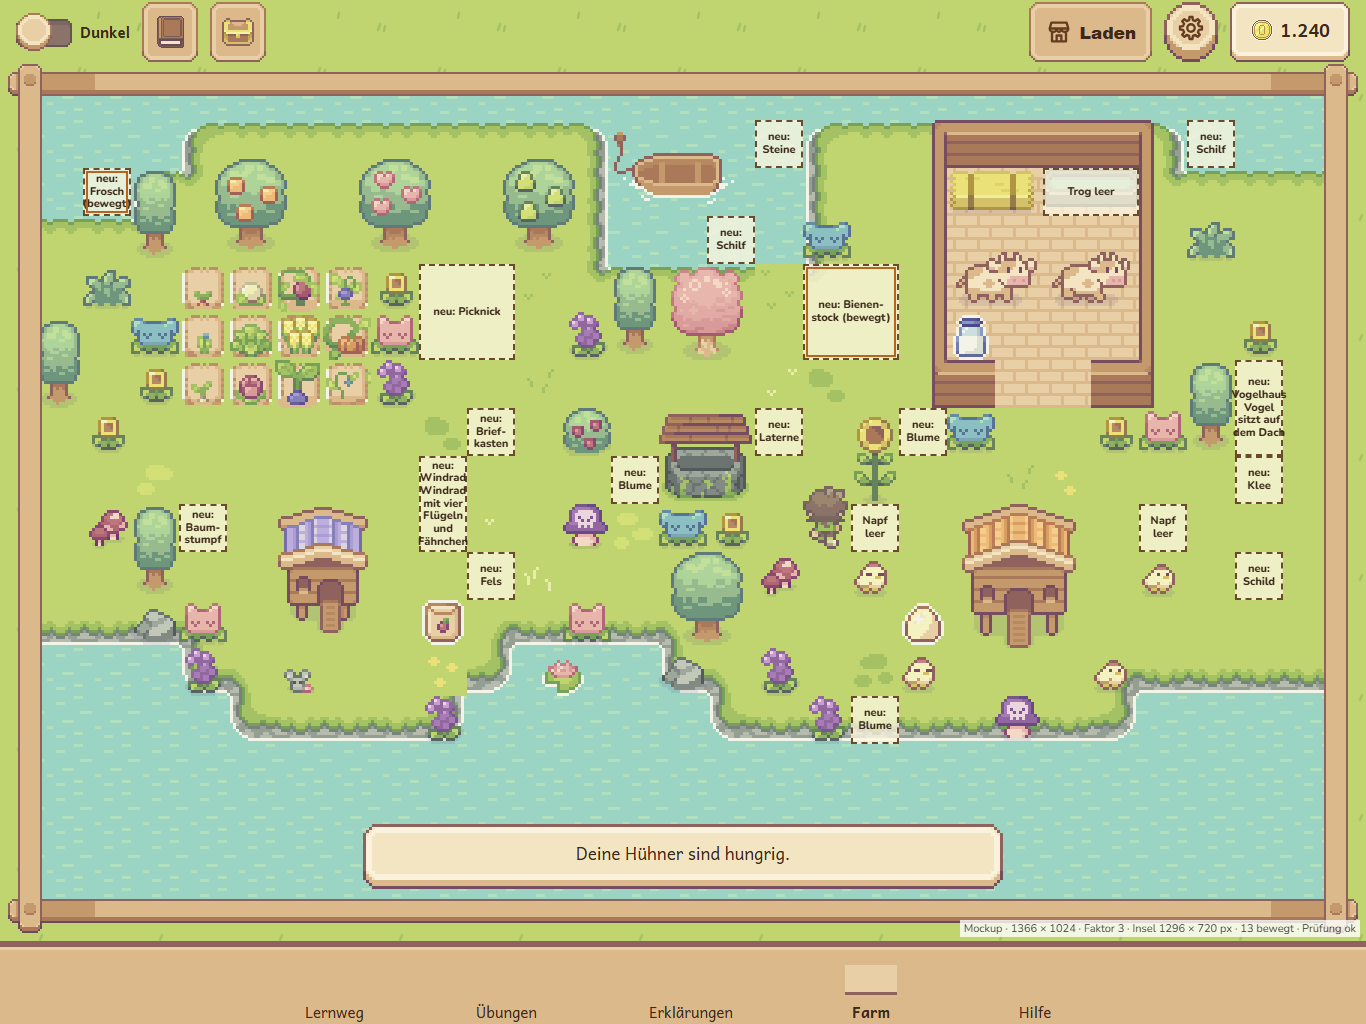 Dunkel
Laden
1.240
neu:
Steine
neu:
Schilf
neu:
Frosch
(bewegt)
Trog leer
neu:
Schilf
neu: Picknick
neu: Bienen-
stock (bewegt)
neu:
Vogelhaus
Vogel
sitzt auf
dem Dach
neu:
Brief-
kasten
neu:
Laterne
neu:
Blume
neu:
Windrad
Windrad
mit vier
Flügeln
und
Fähnchen
neu:
Blume
neu:
Klee
neu:
Baum-
stumpf
Napf
leer
Napf
leer
neu:
Fels
neu:
Schild
neu:
Blume
Deine Hühner sind hungrig.
Mockup · 1366 × 1024 · Faktor 3 · Insel 1296 × 720 px · 13 bewegt · Prüfung ok
Lernweg
Übungen
Erklärungen
Farm
Hilfe